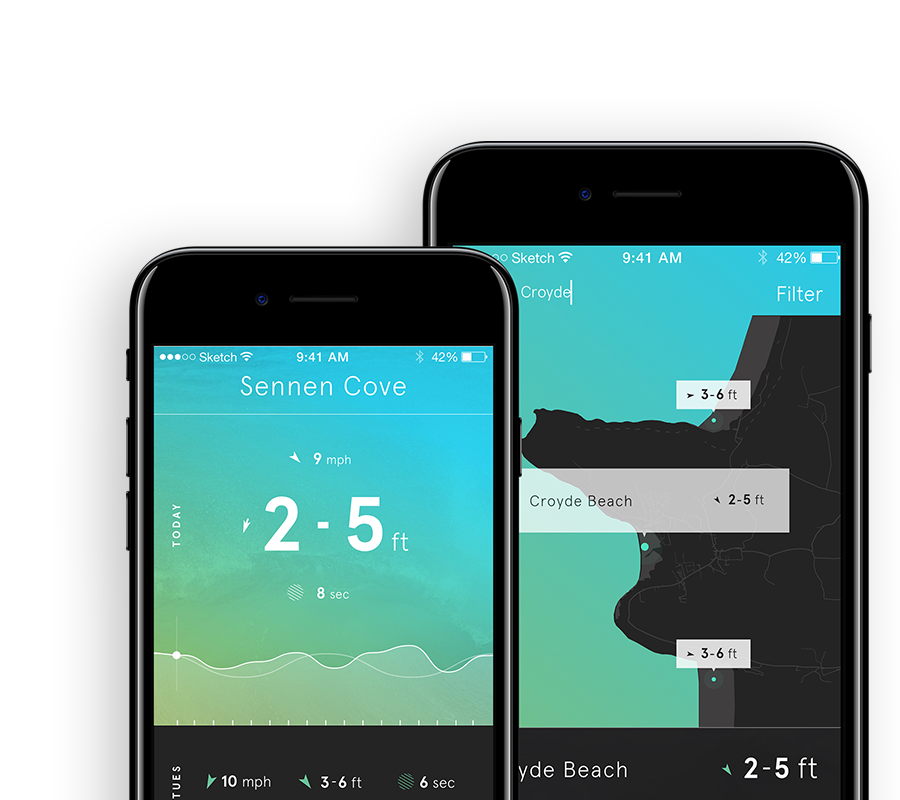 Sketch 9:41 AM 42%
Sennen Cove
9 mph
TODAY
2 - 5 ft
8 sec
TUES
10 mph 3-6 ft 6 sec
Sketch 9:41 AM 42%
Croyde Filter
3-6 ft
Croyde Beach 2-5 ft
3-6 ft
yde Beach 2-5 ft